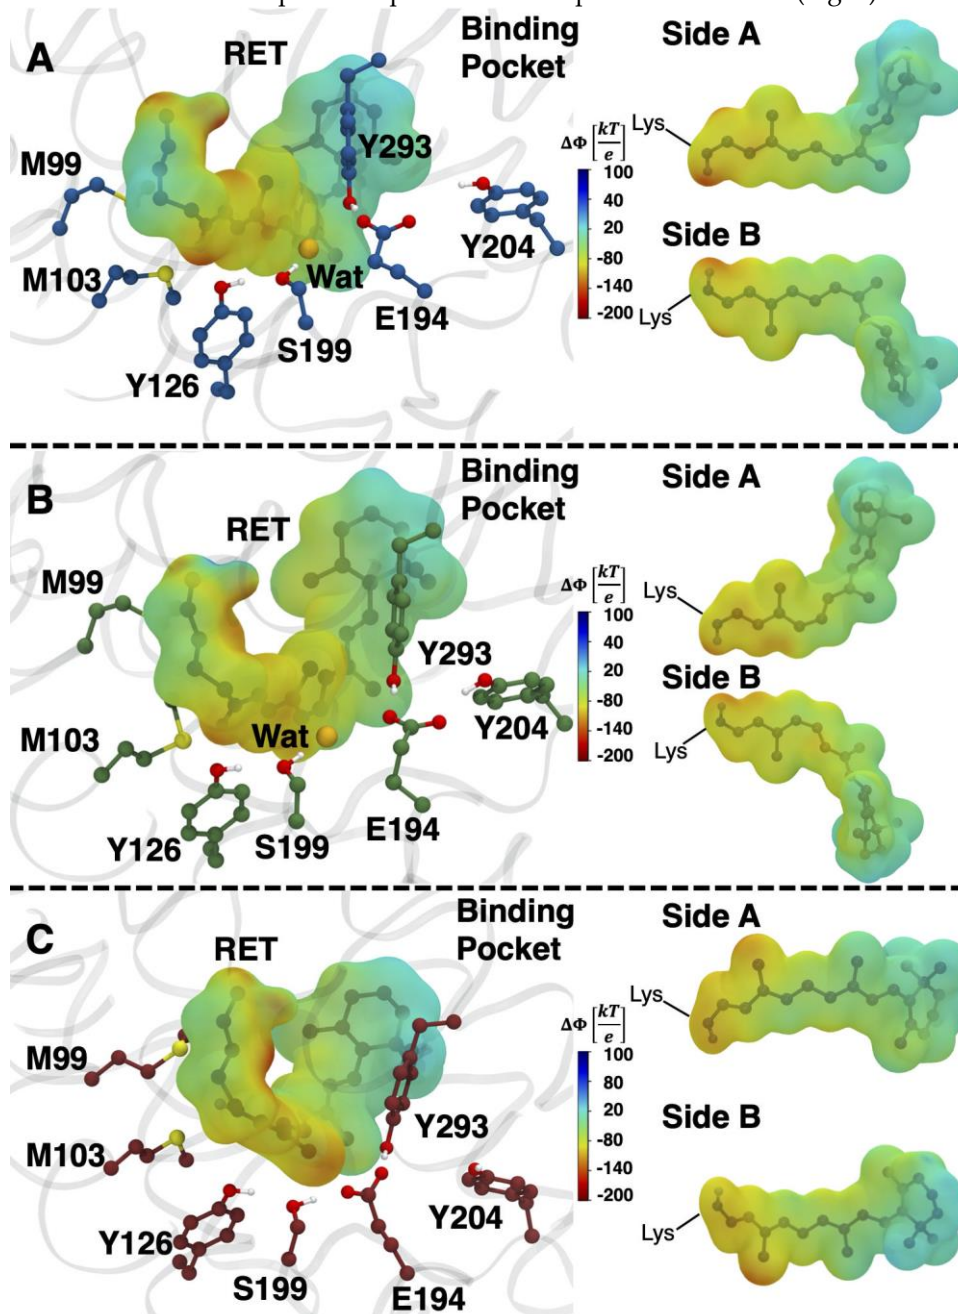 A
RET
Binding
Pocket
Side A
Lys
M99
Y293
ΔΦ [kT/e]
100
40
20
-80
-140
-200
Y204
M103
Wat
E194
S199
Y126
Side B
Lys
B
RET
Binding
Pocket
Side A
Lys
M99
Y293
ΔΦ [kT/e]
100
40
20
-80
-140
-200
Y204
M103
Wat
E194
S199
Y126
Side B
Lys
C
RET
Binding
Pocket
Side A
Lys
M99
Y293
ΔΦ [kT/e]
100
80
20
-80
-140
-200
M103
Y204
Y126
S199
E194
Side B
Lys